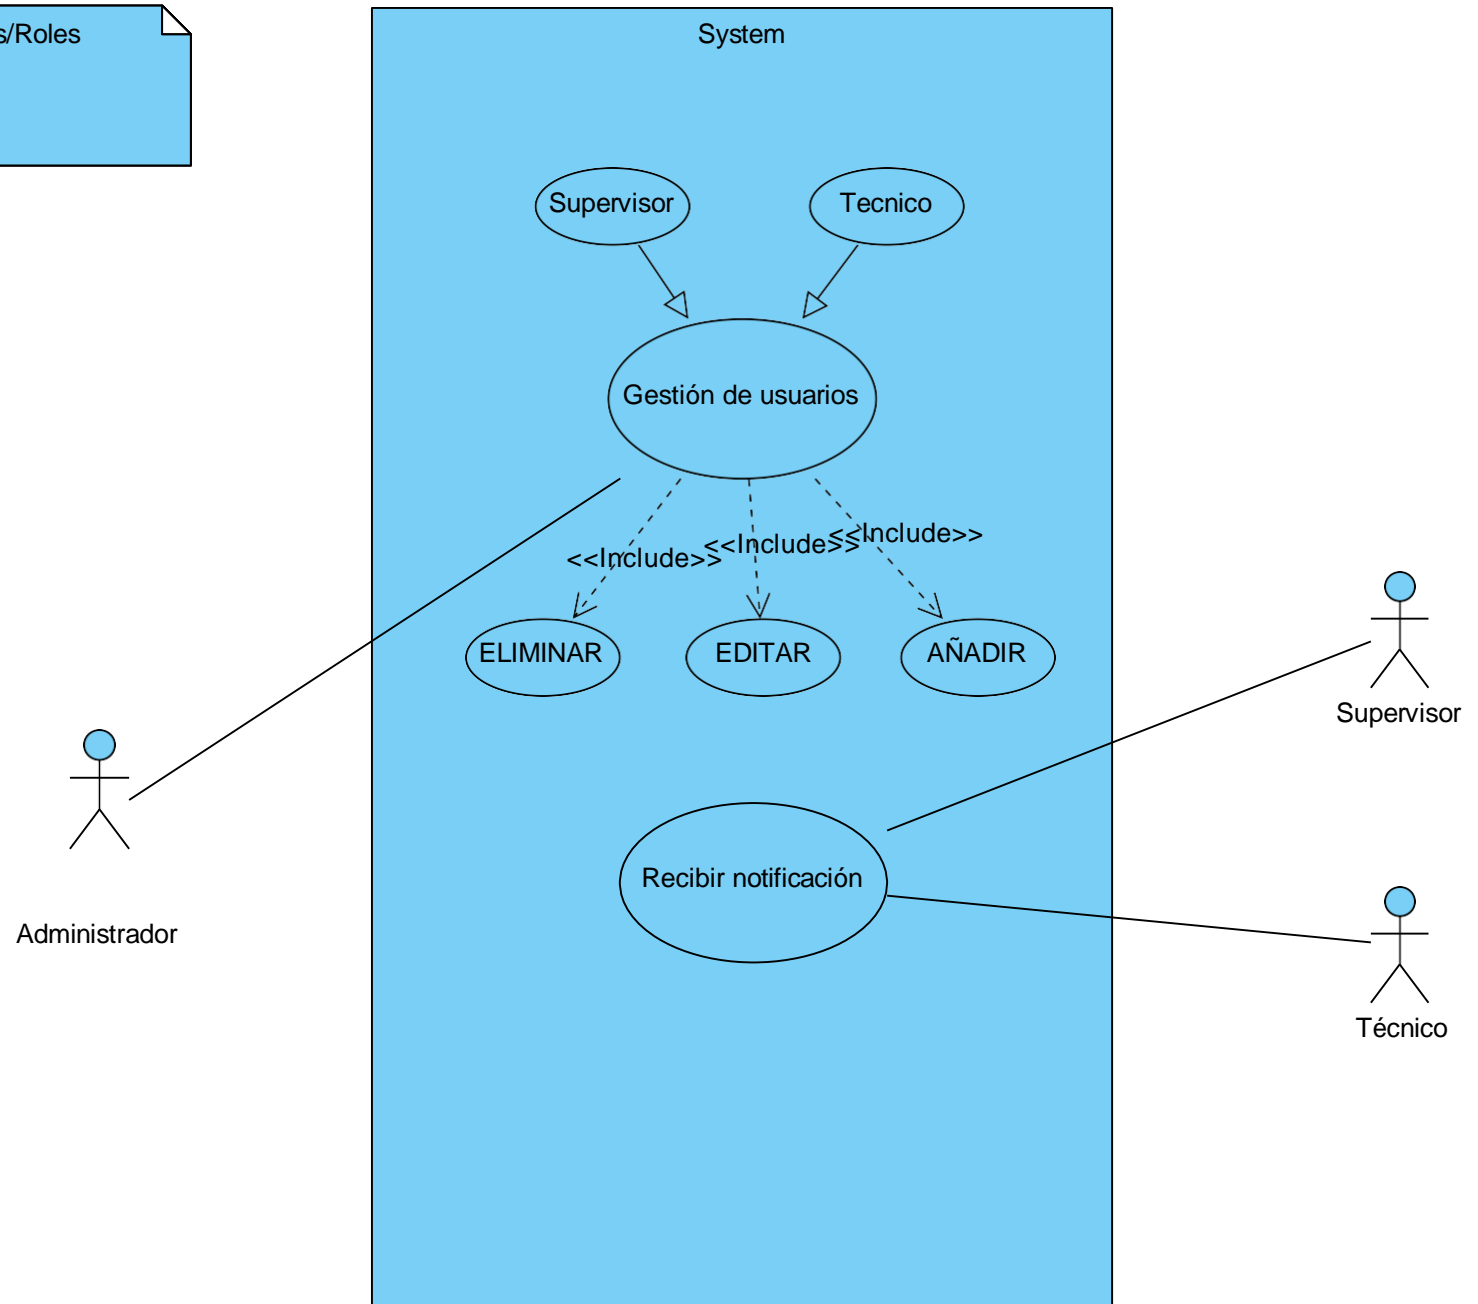 s/Roles
System
Supervisor
Tecnico
Gestión de usuarios
<<Include>>
<<Include>>
<<Include>>
ELIMINAR
EDITAR
AÑADIR
Supervisor
Recibir notificación
Administrador
Técnico